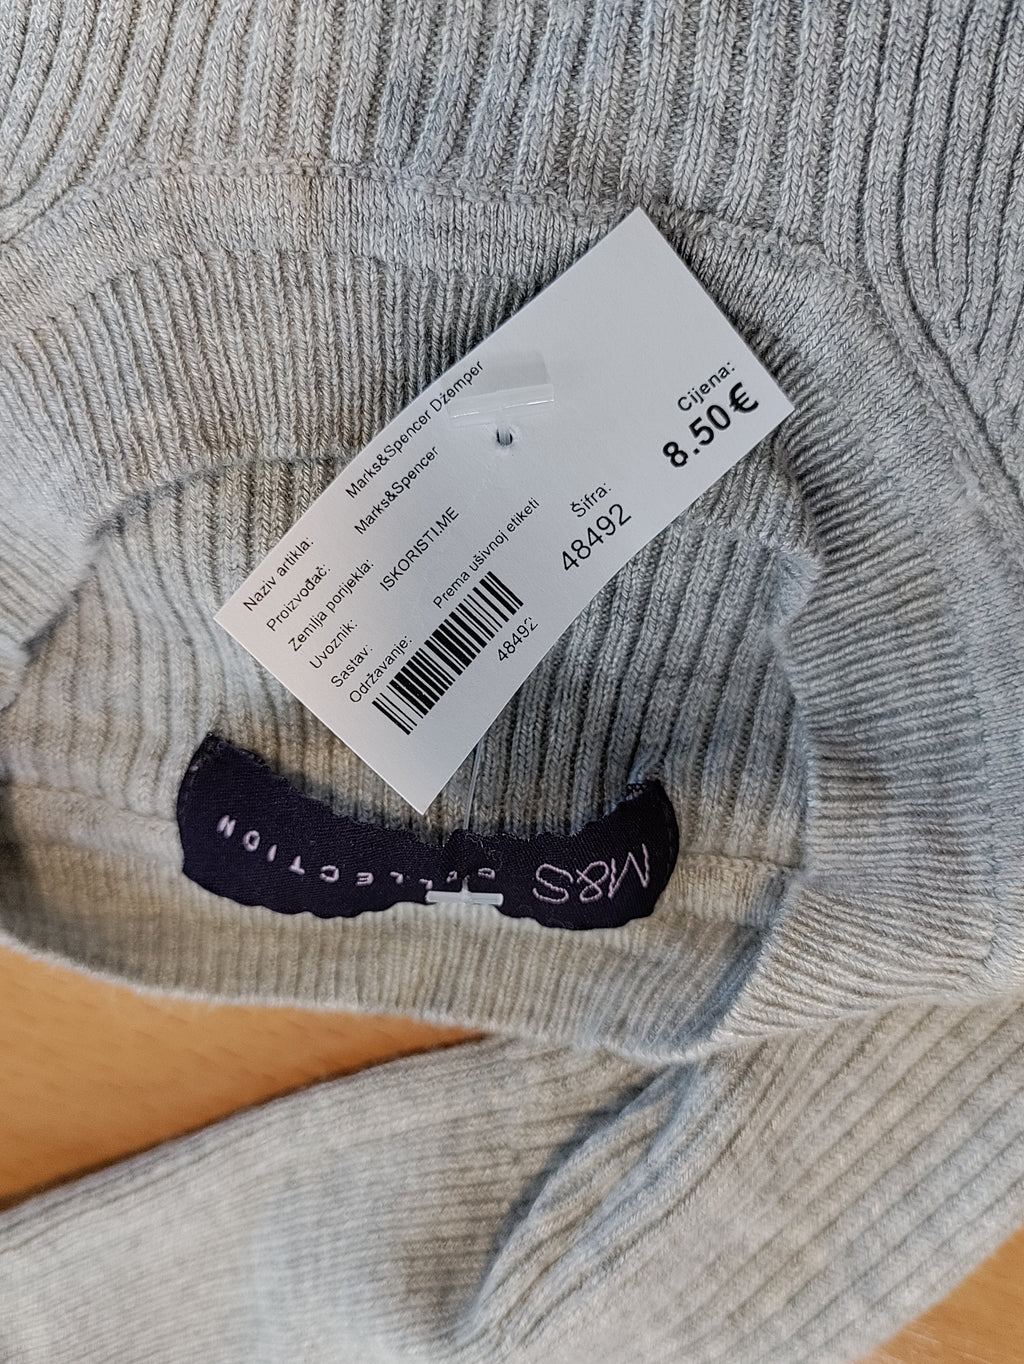 Naziv artikla: Marks&Spencer Džemper
Proizvođač: Marks&Spencer
Zemlja porijekla:
Uvoznik: ISKORISTI.ME
Sastav:
Održavanje: Prema ušivnoj etiketi
48492
Šifra:
48492
Cijena:
8.50€
M&S COLLECTION